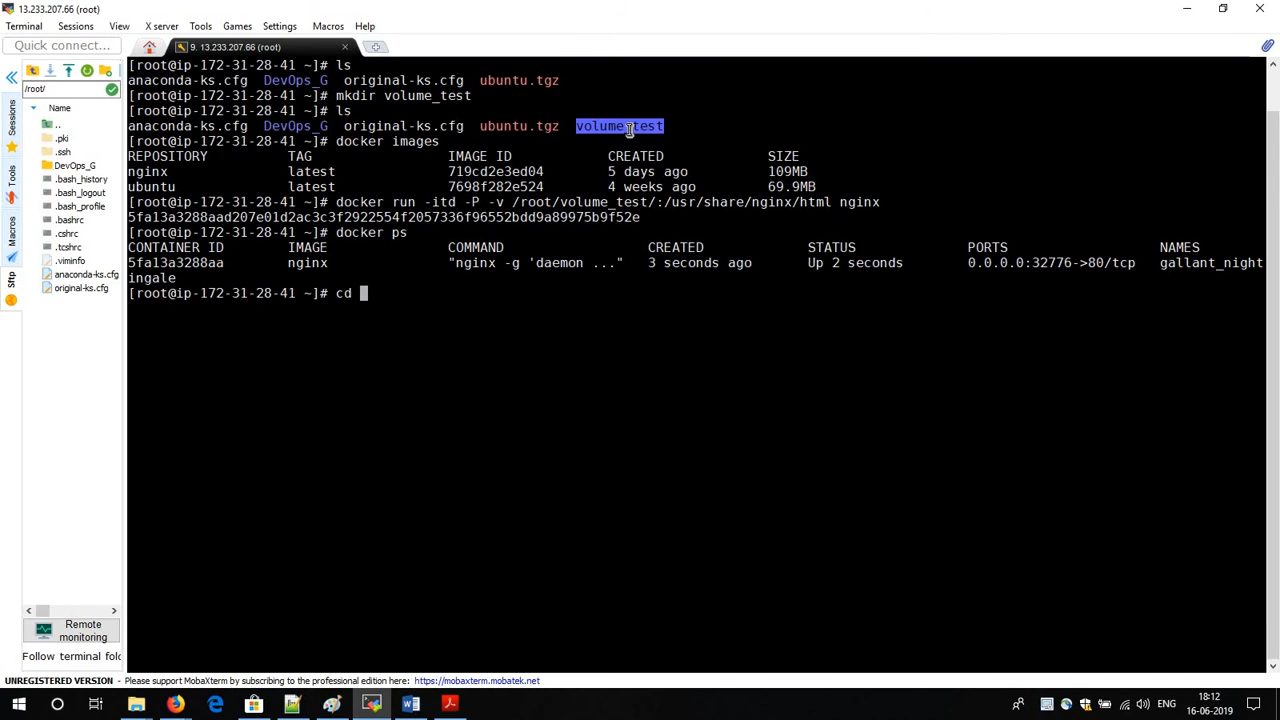 13.233.207.66 (root)
Terminal Sessions View X server Tools Games Settings Macros Help
Quick connect...
9. 13.233.207.66 (root)
/root/
Name
..
.pki
.ssh
DevOps_G
.bash_history
.bash_logout
.bash_profile
.bashrc
.cshrc
.tcshrc
.viminfo
anaconda-ks.cfg
original-ks.cfg
Sessions
Tools
Macros
Sftp
[root@ip-172-31-28-41 ~]# ls
anaconda-ks.cfg DevOps_G original-ks.cfg ubuntu.tgz
[root@ip-172-31-28-41 ~]# mkdir volume_test
[root@ip-172-31-28-41 ~]# ls
anaconda-ks.cfg DevOps_G original-ks.cfg ubuntu.tgz volume_test
[root@ip-172-31-28-41 ~]# docker images
REPOSITORY TAG IMAGE ID CREATED SIZE
nginx latest 719cd2e3ed04 5 days ago 109MB
ubuntu latest 7698f282e524 4 weeks ago 69.9MB
[root@ip-172-31-28-41 ~]# docker run -itd -P -v /root/volume_test/:/usr/share/nginx/html nginx
5fa13a3288aad207e01d2ac3c3f2922554f2057336f96552bdd9a89975b9f52e
[root@ip-172-31-28-41 ~]# docker ps
CONTAINER ID IMAGE COMMAND CREATED STATUS PORTS NAMES
5fa13a3288aa nginx "nginx -g 'daemon ..." 3 seconds ago Up 2 seconds 0.0.0.0:32776->80/tcp gallant_night
ingale
[root@ip-172-31-28-41 ~]# cd
Remote
monitoring
Follow terminal fol
UNREGISTERED VERSION - Please support MobaXterm by subscribing to the professional edition here: https://mobaxterm.mobatek.net
ENG
18:12
16-06-2019